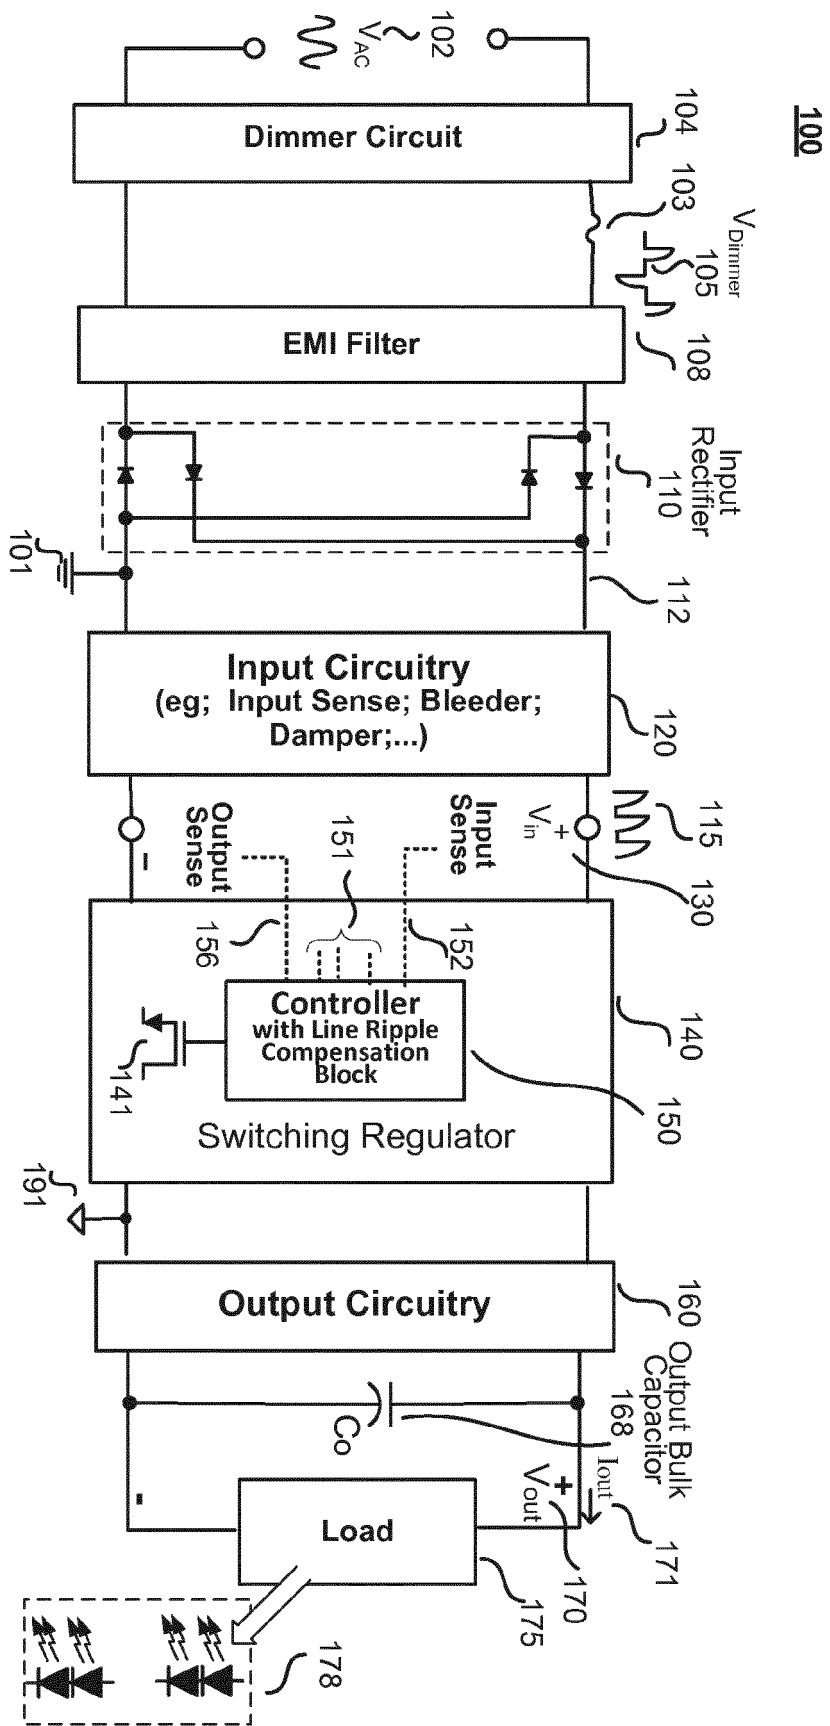 100
102
V_AC
Dimmer Circuit
104
103
V_Dimmer
105
EMI Filter
108
Input
Rectifier
110
101
112
Input Circuitry
(eg; Input Sense; Bleeder;
Damper;...)
120
115
+
V_in
-
130
Input
Sense
Output
Sense
151
152
156
Controller
with Line Ripple
Compensation
Block
140
150
141
Switching Regulator
191
Output Circuitry
160
Output Bulk
Capacitor
168
C_O
I_out
171
+
V_out
-
170
Load
175
178